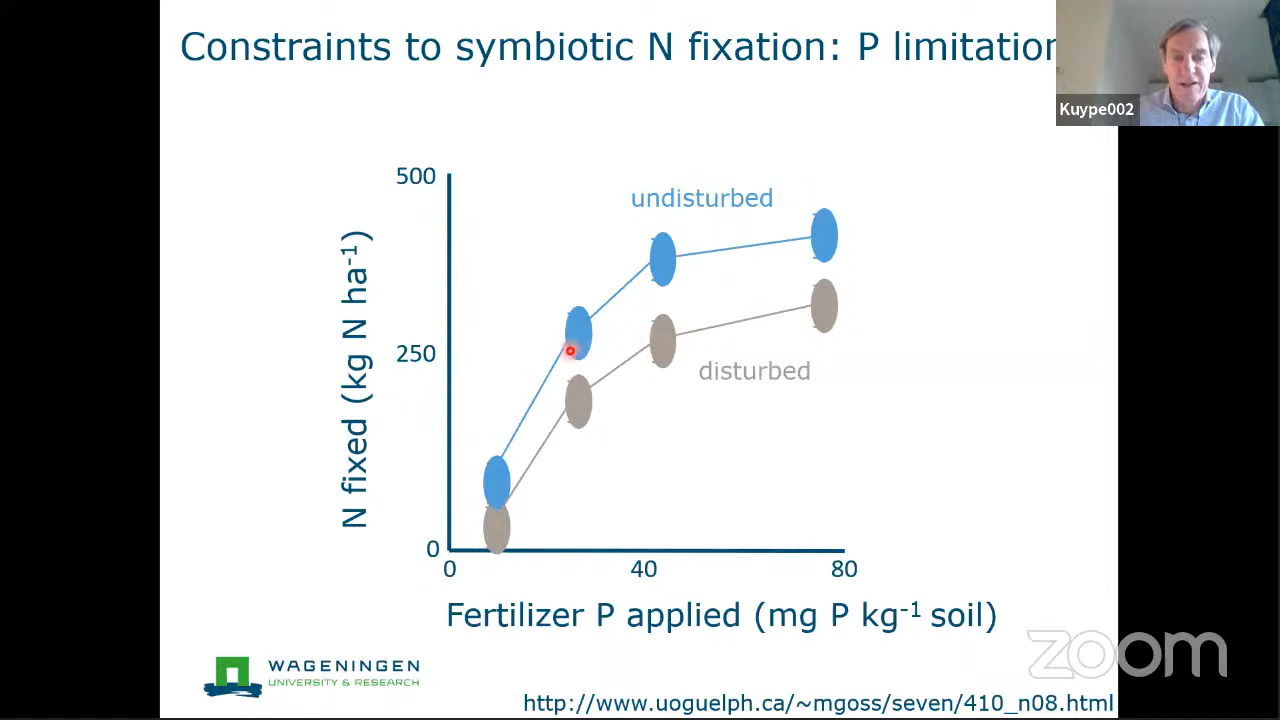 Constraints to symbiotic N fixation: P limitation
Kuype002
500
undisturbed
N fixed (kg N ha-1)
250
disturbed
0
0 40 80
Fertilizer P applied (mg P kg-1 soil)
zoom
WAGENINGEN
UNIVERSITY & RESEARCH
http://www.uoguelph.ca/~mgoss/seven/410_n08.html